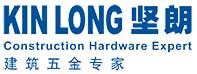 KIN LONG 坚朗
Construction Hardware Expert
建筑五金专家